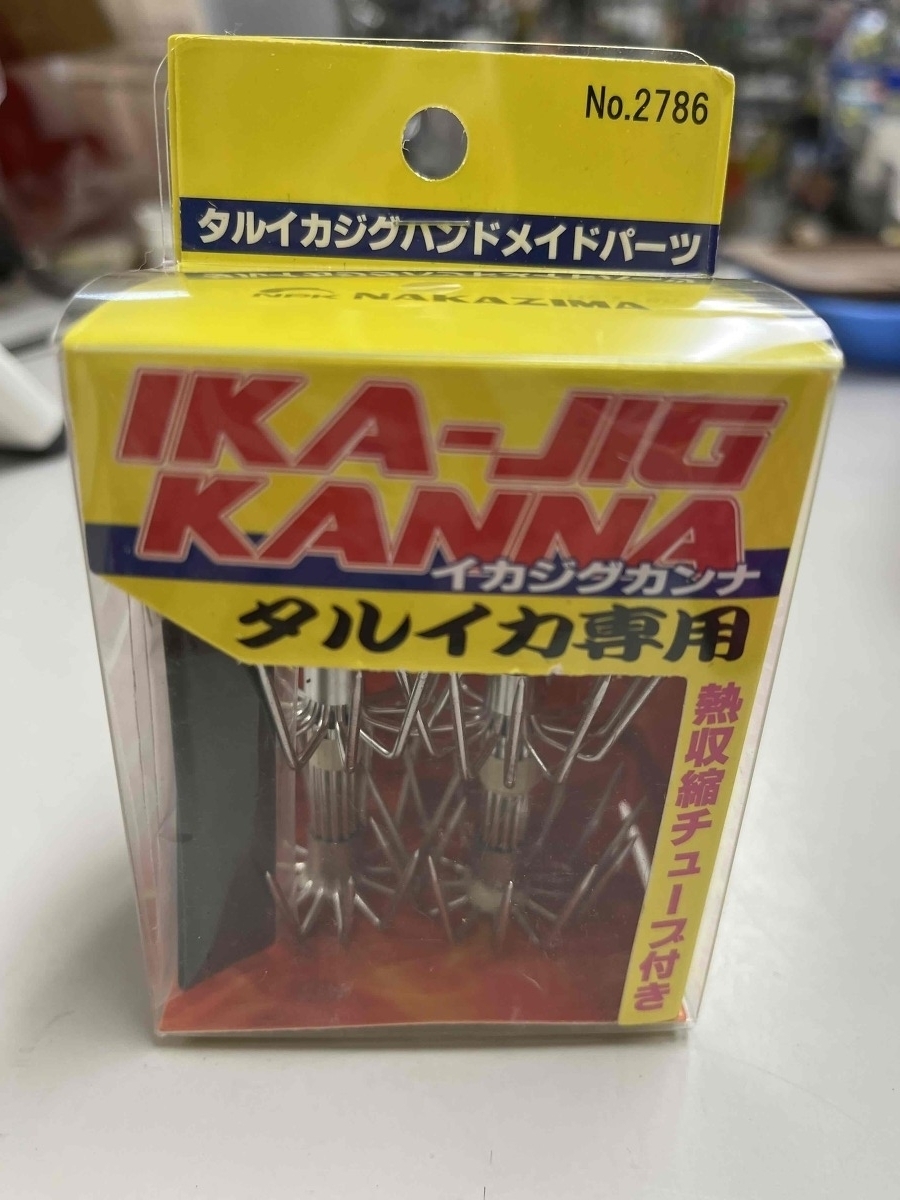 No.2786
タルイカジグハンドメイドパーツ
NPK NAKAZIMA
IKA-JIG
KANNA
イカジグカンナ
タルイカ専用
熱収縮チューブ付き